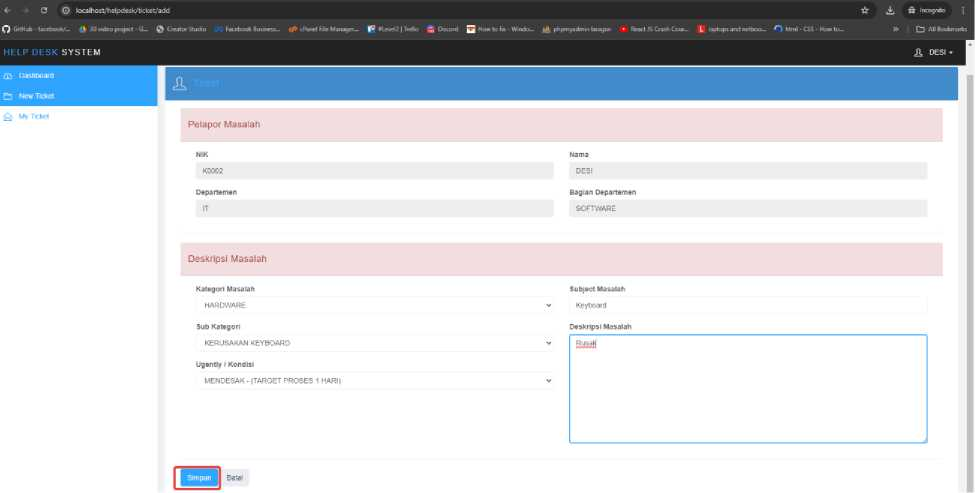 localhost/helpdesk/ticket/add
Incognito
GitHub - facebook/... 30 video project - G... Creator Studio Facebook Business... cPanel File Manager... #Level2 | Trello Discord How to fix - Windo... phpmyadmin bawaan React JS Crash Cour... laptops and netboo... html - CSS - How to... » All Bookmarks
HELP DESK SYSTEM
DESI
Dashboard
New Ticket
My Ticket
Ticket
Pelapor Masalah
NIK
Nama
K0002
DESI
Departemen
Bagian Departemen
IT
SOFTWARE
Deskripsi Masalah
Kategori Masalah
Subject Masalah
HARDWARE
Keyboard
Sub Kategori
Deskripsi Masalah
KERUSAKAN KEYBOARD
Rusak
Ugently / Kondisi
MENDESAK - (TARGET PROSES 1 HARI)
Simpan Batal